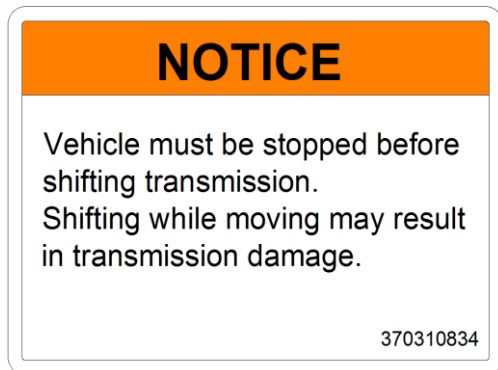 NOTICE
Vehicle must be stopped before
shifting transmission.
Shifting while moving may result
in transmission damage.
370310834